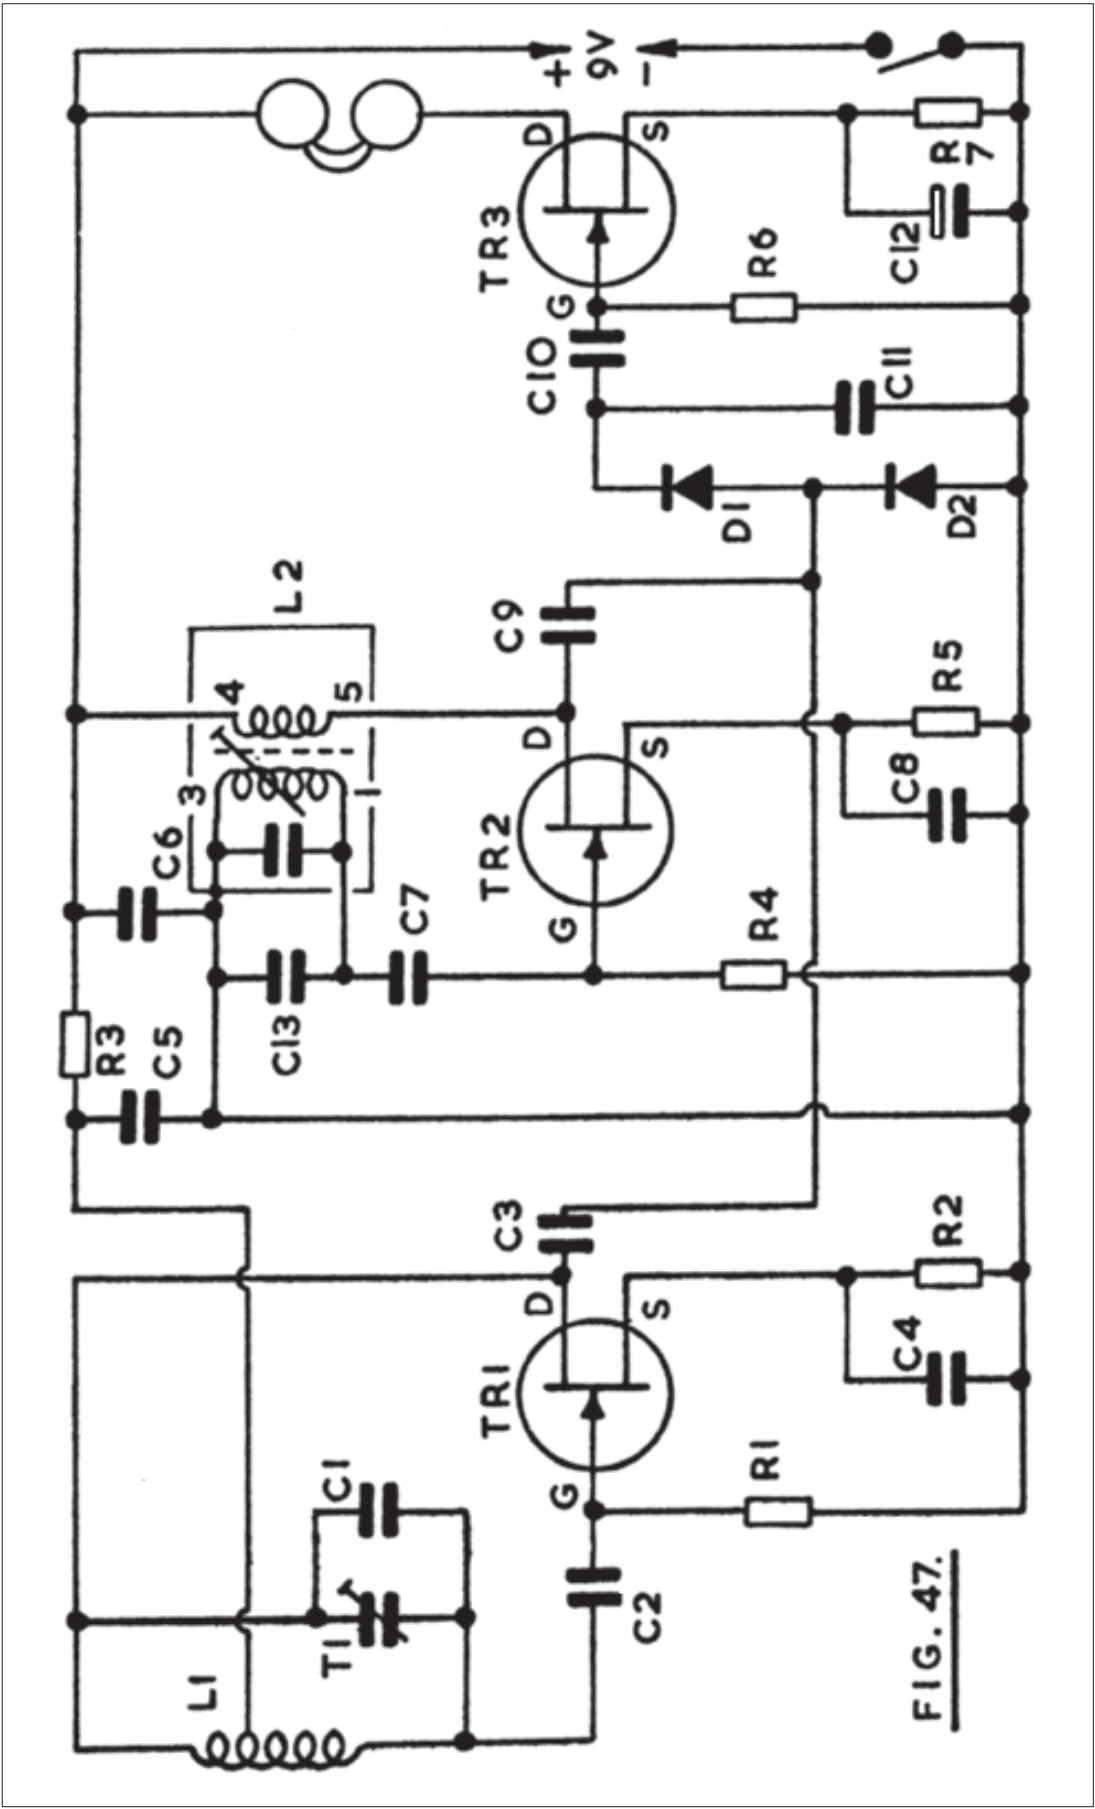 R3
C5
C6
L1
3
4
L2
C13
T1
C1
1
5
C7
TR1
C3
TR2
C9
TR3
C10
G
D
G
D
G
D
+
9V
-
S
S
S
C2
R1
R4
D1
R6
C4
C8
C11
C12
R2
R5
D2
R
7
FIG. 47.